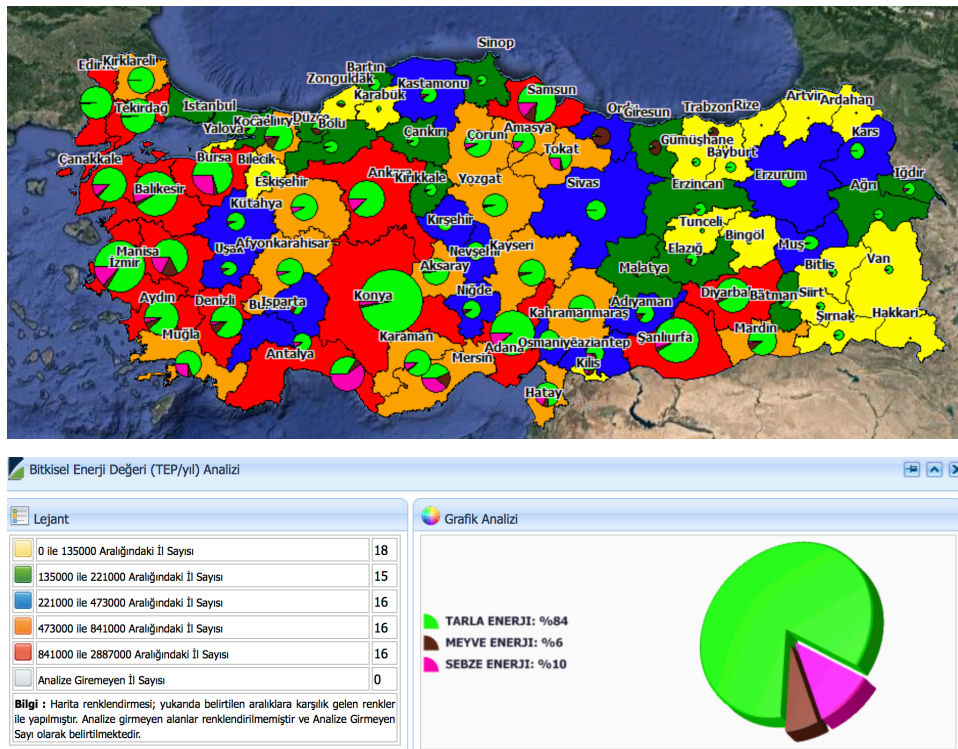 Sinop
Edirne Kırklareli
Bartın
Zonguldak
Kastamonu
Karabük
Samsun
Artvin Ardahan
Tekirdağ
İstanbul
Giresun
Trabzon Rize
Yalova
Düzce
Bolu
Çankırı
Çorum
Amasya
Tokat
Gümüşhane
Bayburt
Kars
Çanakkale
Bursa
Bilecik
Eskişehir
Ankara
Kırıkkale
Yozgat
Sivas
Erzincan
Erzurum
Ağrı
Iğdır
Balıkesir
Kütahya
Kırşehir
Tunceli
Bingöl
Manisa
İzmir
Uşak
Afyonkarahisar
Nevşehir
Kayseri
Aksaray
Elazığ
Malatya
Muş
Bitlis
Van
Aydın
Denizli
Isparta
Konya
Niğde
Kahramanmaraş
Adıyaman
Diyarbakır
Batman
Siirt
Şırnak
Hakkari
Muğla
Antalya
Karaman
Mersin
Adana
Osmaniye
Gaziantep
Kilis
Şanlıurfa
Mardin
Hatay
Bitkisel Enerji Değeri (TEP/yıl) Analizi
Lejant
0 ile 135000 Aralığındaki İl Sayısı 18
135000 ile 221000 Aralığındaki İl Sayısı 15
221000 ile 473000 Aralığındaki İl Sayısı 16
473000 ile 841000 Aralığındaki İl Sayısı 16
841000 ile 2887000 Aralığındaki İl Sayısı 16
Analize Giremeyen İl Sayısı 0
Bilgi : Harita renklendirmesi; yukarıda belirtilen aralıklara karşılık gelen renkler
ile yapılmıştır. Analize girmeyen alanlar renklendirilmemiştir ve Analize Girmeyen
Sayı olarak belirtilmektedir.
Grafik Analizi
TARLA ENERJI: %84
MEYVE ENERJI: %6
SEBZE ENERJI: %10